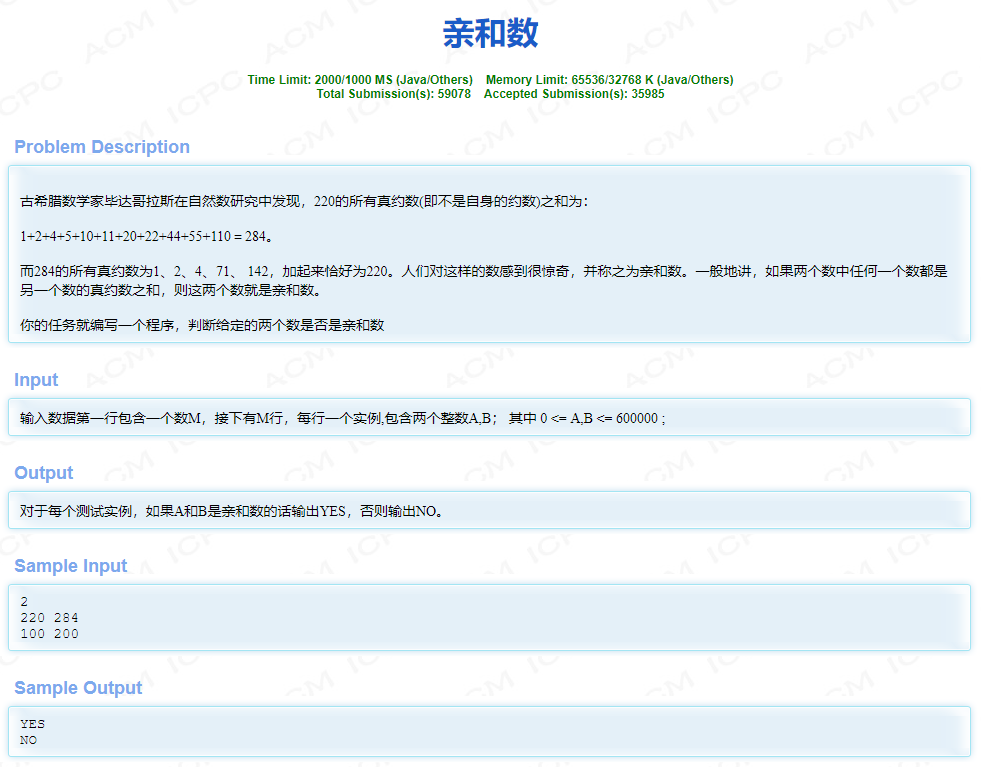 亲和数
Time Limit: 2000/1000 MS (Java/Others) Memory Limit: 65536/32768 K (Java/Others)
Total Submission(s): 59078 Accepted Submission(s): 35985
Problem Description
古希腊数学家毕达哥拉斯在自然数研究中发现，220的所有真约数(即不是自身的约数)之和为：
1+2+4+5+10+11+20+22+44+55+110＝284。
而284的所有真约数为1、2、4、71、 142，加起来恰好为220。人们对这样的数感到很惊奇，并称之为亲和数。一般地讲，如果两个数中任何一个数都是
另一个数的真约数之和，则这两个数就是亲和数。
你的任务就编写一个程序，判断给定的两个数是否是亲和数
Input
输入数据第一行包含一个数M，接下有M行，每行一个实例,包含两个整数A,B； 其中 0 <= A,B <= 600000 ;
Output
对于每个测试实例，如果A和B是亲和数的话输出YES，否则输出NO。
Sample Input
2
220 284
100 200
Sample Output
YES
NO